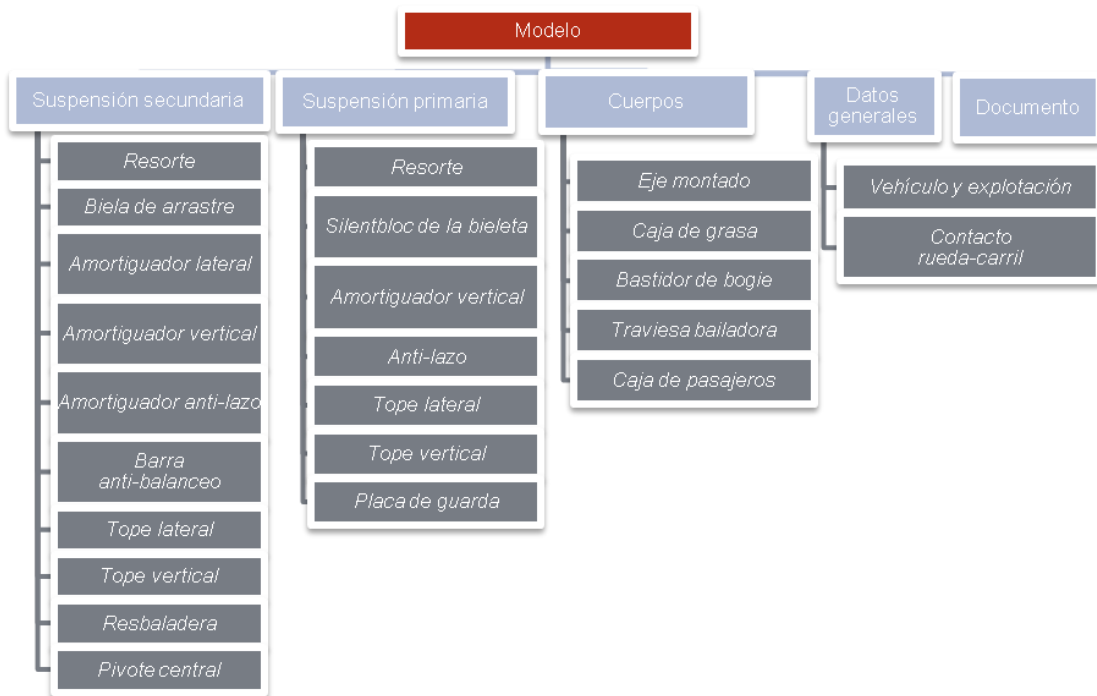 Modelo
Suspensión secundaria
Resorte
Biela de arrastre
Amortiguador lateral
Amortiguador vertical
Amortiguador anti-lazo
Barra
anti-balanceo
Tope lateral
Tope vertical
Resbaladera
Pivote central
Suspensión primaria
Resorte
Silentbloc de la bieleta
Amortiguador vertical
Anti-lazo
Tope lateral
Tope vertical
Placa de guarda
Cuerpos
Eje montado
Caja de grasa
Bastidor de bogie
Traviesa bailadora
Caja de pasajeros
Datos
generales
Vehículo y explotación
Contacto
rueda-carril
Documento